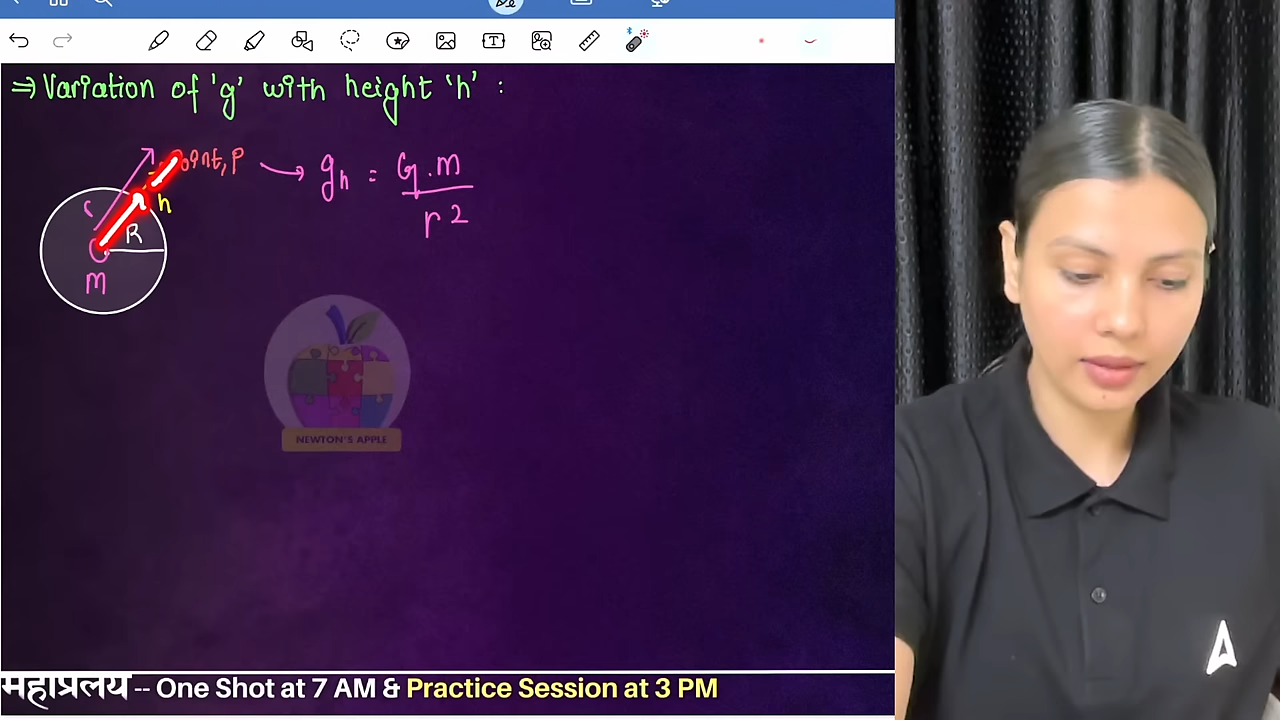 ⇒ Variation of 'g' with height 'h' :
point, P → gh = G.m
r²
r
h
R
m
NEWTON'S APPLE
महाप्रलय -- One Shot at 7 AM & Practice Session at 3 PM